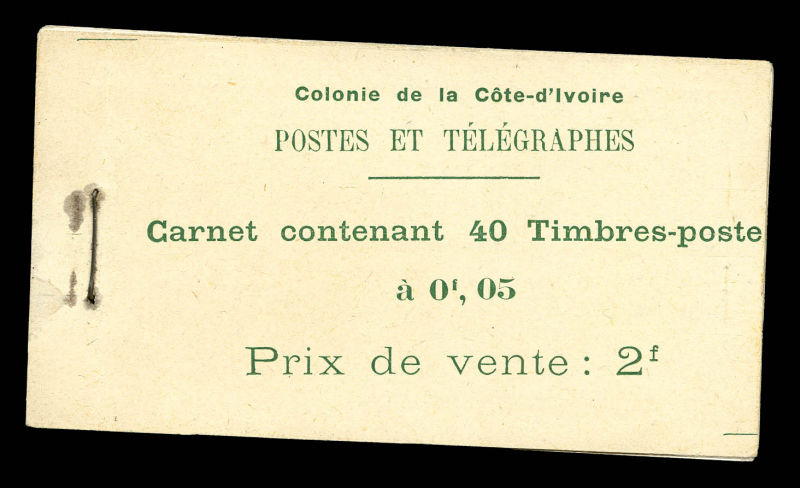 Colonie de la Côte-d'Ivoire
POSTES ET TÉLÉGRAPHES
Carnet contenant 40 Timbres-poste
à 0ᶠ, 05
Prix de vente : 2ᶠ